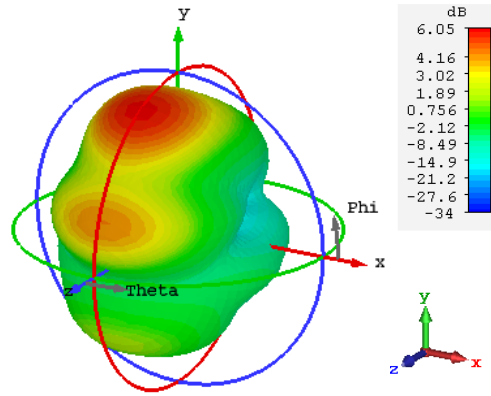 y
dB
6.05
4.16
3.02
1.89
0.756
-2.12
-8.49
-14.9
-21.2
-27.6
-34
Phi
x
z
Theta
y
z
x